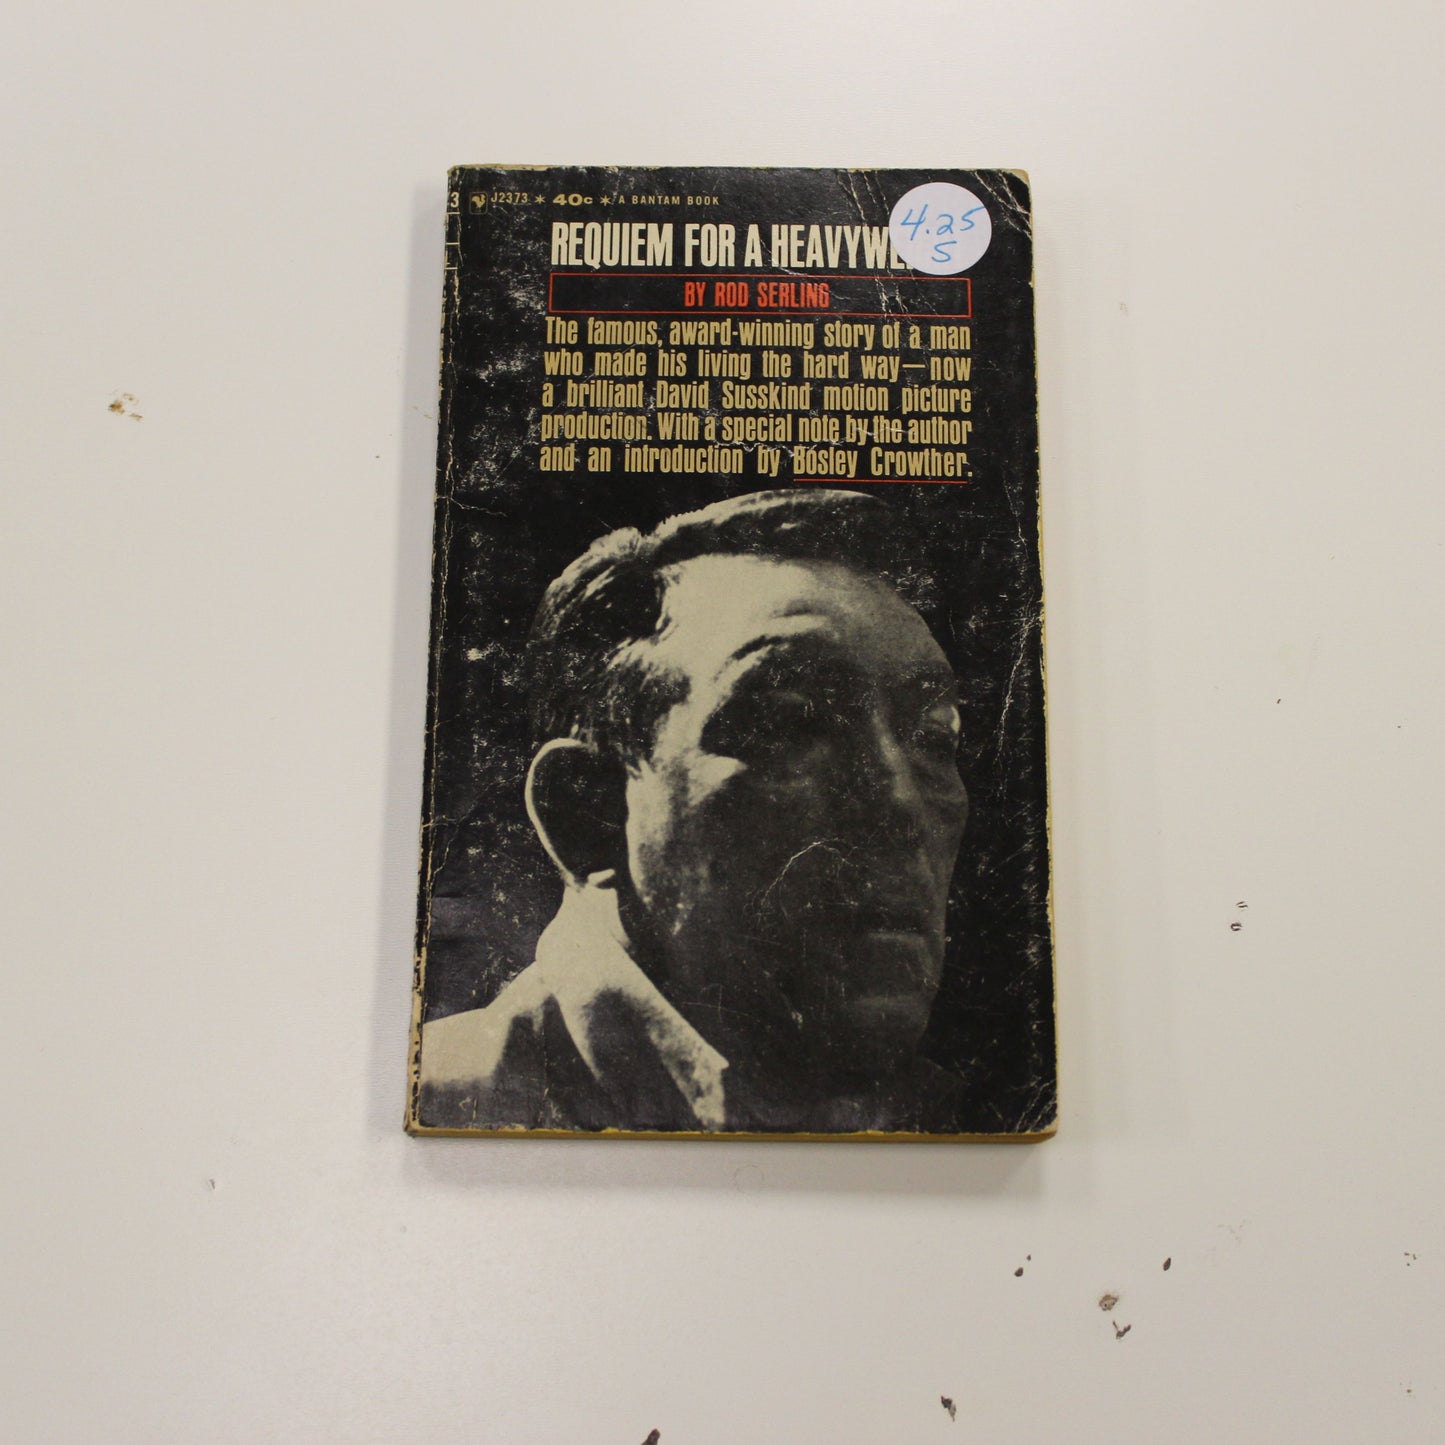 3 J2373 * 40c * A BANTAM BOOK
REQUIEM FOR A HEAVYWE
4.25
5
BY ROD SERLING
The famous, award-winning story of a man
who made his living the hard way—now
a brilliant David Susskind motion picture
production. With a special note by the author
and an introduction by Bosley Crowther.